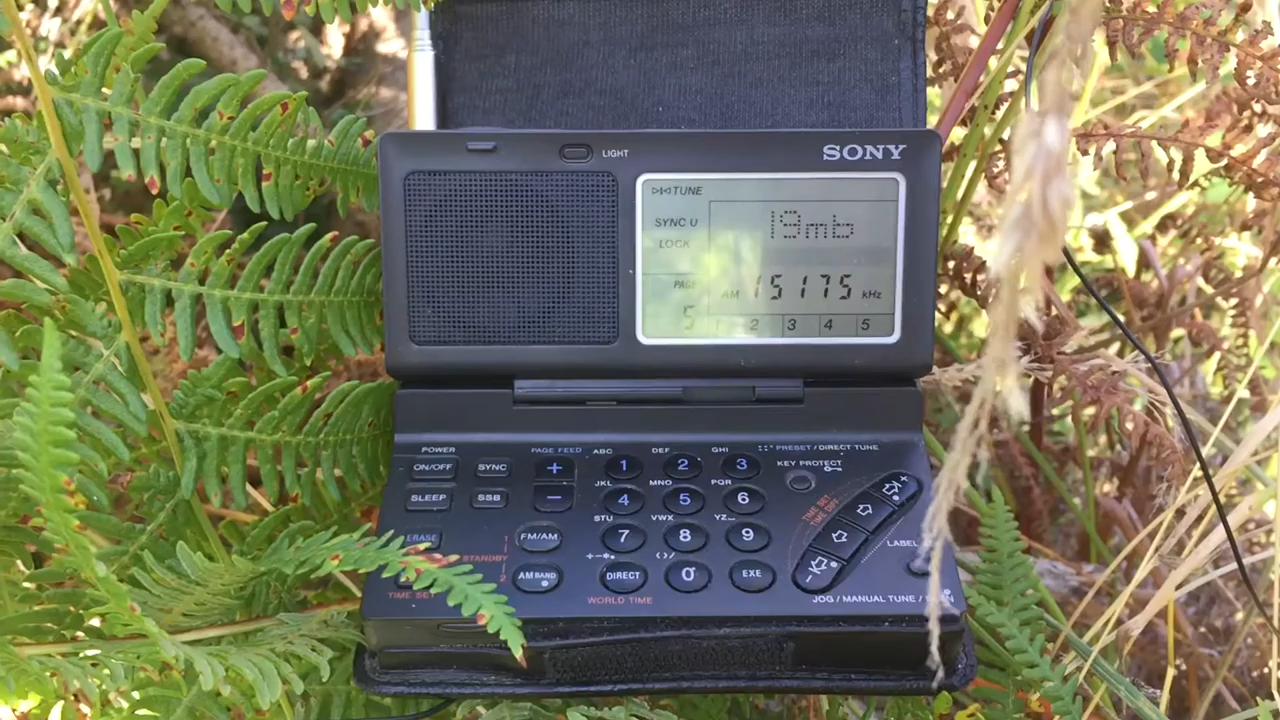 LIGHT
SONY
TUNE
SYNC U
LOCK
19mb
PAGE
AM 15175 kHz
5
1 2 3 4 5
POWER
PAGE FEED
ABC
DEF
GHI
PRESET / DIRECT TUNE
ON/OFF
SYNC
+
1
2
3
KEY PROTECT
JKL
MNO
PQR
SLEEP
SSB
−
4
5
6
TIME SET
TIME DIFF
STU
VWX
YZ
ERASE
FM/AM
7
8
9
LABEL
STANDBY
1
2
+−*.
()/
AM BAND
DIRECT
0
EXE
TIME SET
WORLD TIME
JOG / MANUAL TUNE / SCAN